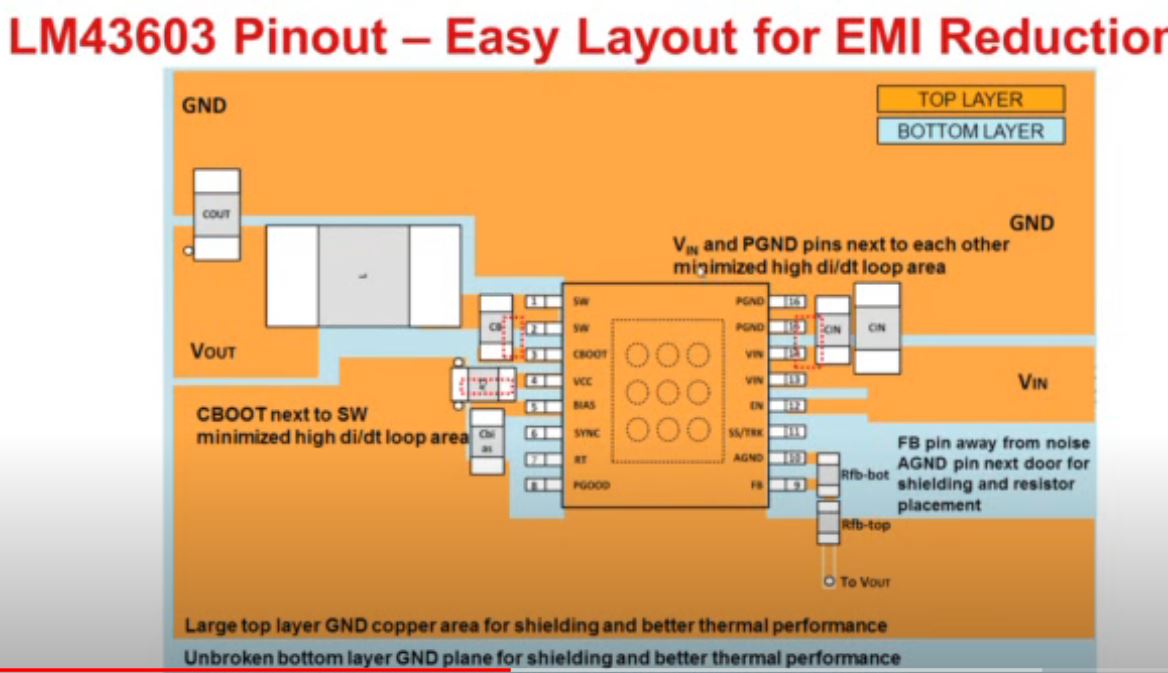 LM43603 Pinout – Easy Layout for EMI Reduction
GND
TOP LAYER
BOTTOM LAYER
COUT
GND
V_IN and PGND pins next to each other
minimized high di/dt loop area
L
CB
1 SW
2 SW
3 CBOOT
4 VCC
5 BIAS
6 SYNC
7 RT
8 PGOOD
PGND 16
PGND 15
VIN 14
VIN 13
EN 12
SS/TRK 11
AGND 10
FB 9
CIN
CIN
VOUT
VIN
CBOOT next to SW
minimized high di/dt loop area
Cbi
as
FB pin away from noise
AGND pin next door for
shielding and resistor
placement
Rfb-bot
Rfb-top
To VOUT
Large top layer GND copper area for shielding and better thermal performance
Unbroken bottom layer GND plane for shielding and better thermal performance